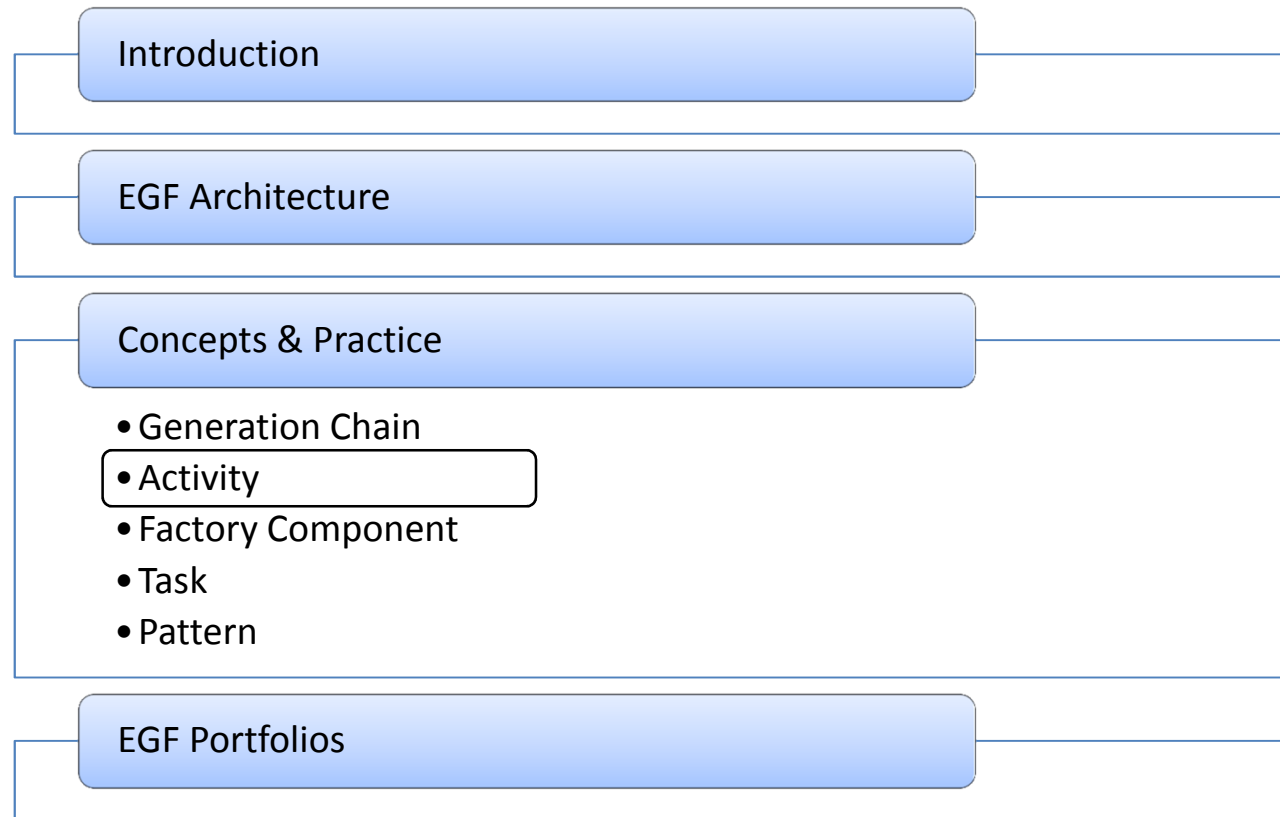 Introduction
EGF Architecture
Concepts & Practice
• Generation Chain
• Activity
• Factory Component
• Task
• Pattern
EGF Portfolios